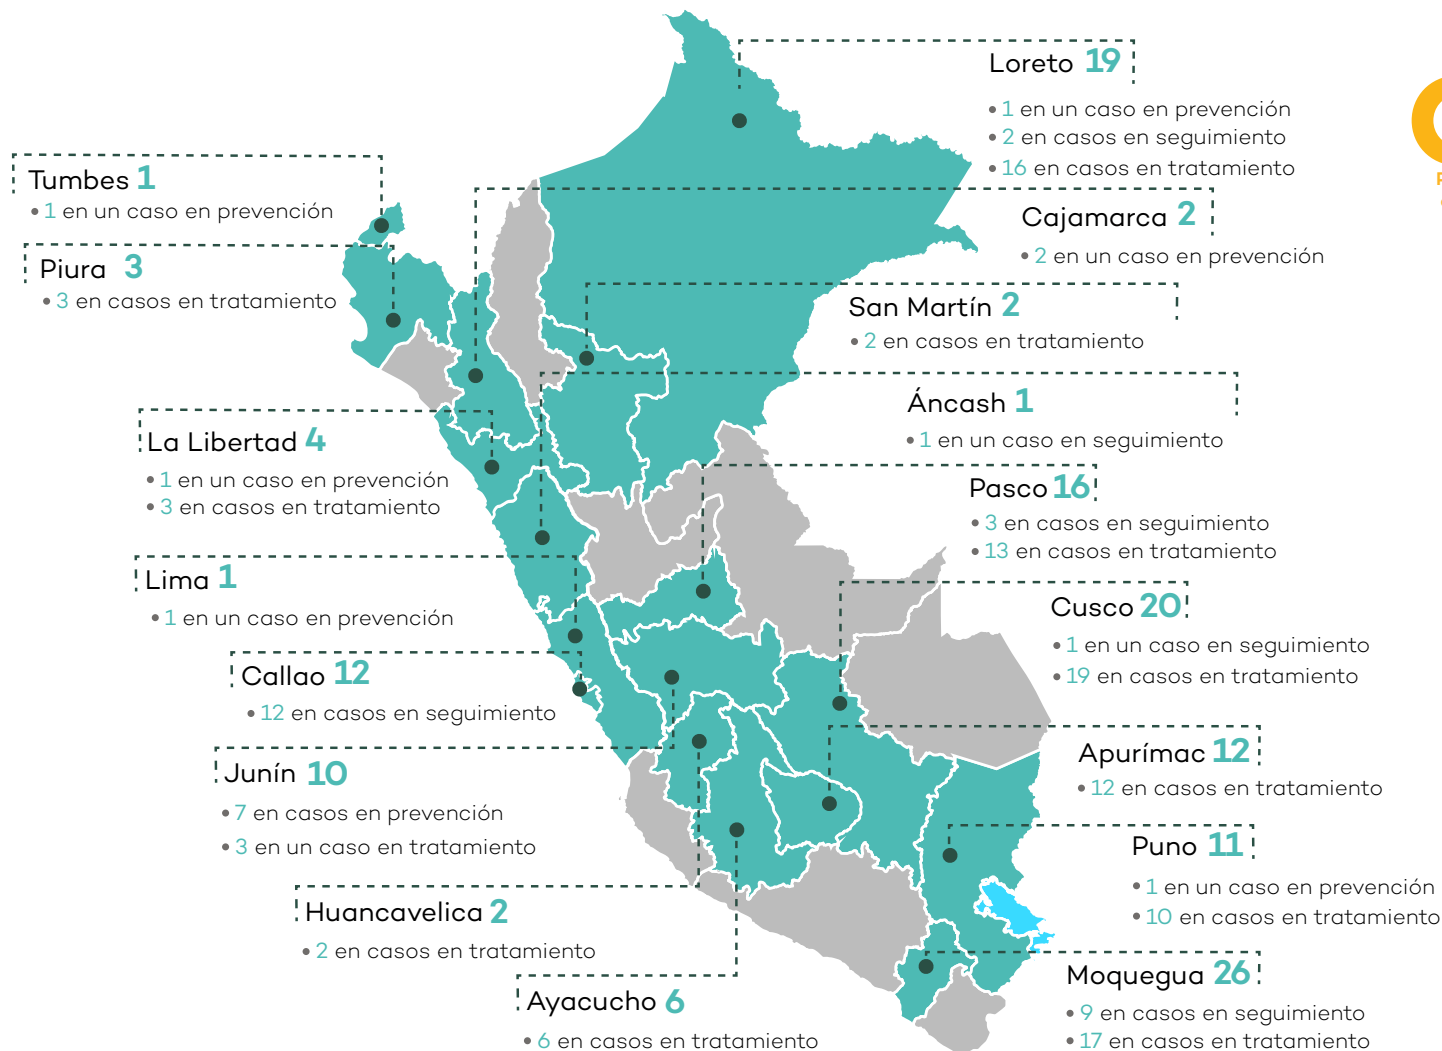 Loreto 19
• 1 en un caso en prevención
• 2 en casos en seguimiento
• 16 en casos en tratamiento
Tumbes 1
• 1 en un caso en prevención
Cajamarca 2
• 2 en un caso en prevención
Piura 3
• 3 en casos en tratamiento
San Martín 2
• 2 en casos en tratamiento
Áncash 1
• 1 en un caso en seguimiento
La Libertad 4
• 1 en un caso en prevención
• 3 en casos en tratamiento
Pasco 16
• 3 en casos en seguimiento
• 13 en casos en tratamiento
Lima 1
• 1 en un caso en prevención
Cusco 20
• 1 en un caso en seguimiento
• 19 en casos en tratamiento
Callao 12
• 12 en casos en seguimiento
Apurímac 12
• 12 en casos en tratamiento
Junín 10
• 7 en casos en prevención
• 3 en un caso en tratamiento
Puno 11
• 1 en un caso en prevención
• 10 en casos en tratamiento
Huancavelica 2
• 2 en casos en tratamiento
Moquegua 26
• 9 en casos en seguimiento
• 17 en casos en tratamiento
Ayacucho 6
• 6 en casos en tratamiento